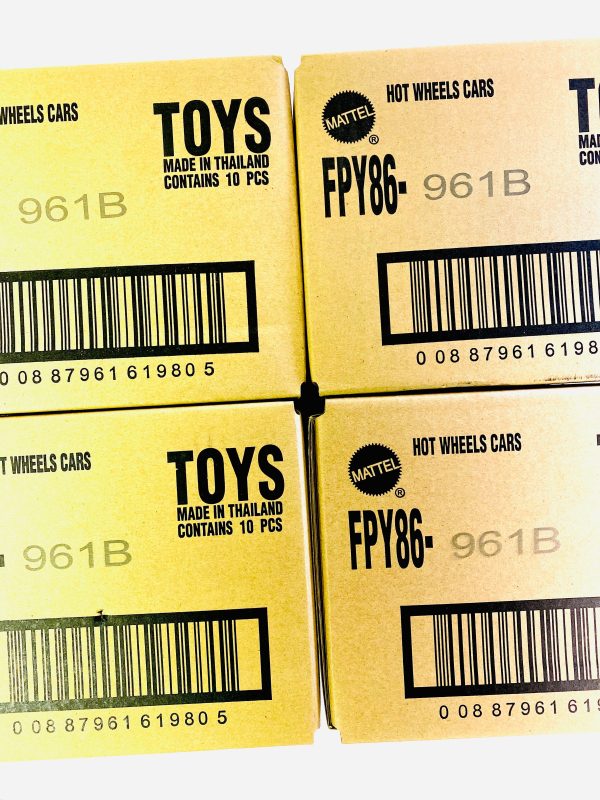 WHEELS CARS
TOYS
MADE IN THAILAND
CONTAINS 10 PCS
961B
0 08 87961 61980 5
HOT WHEELS CARS
MATTEL
®
FPY86- 961B
0 08 87961 6198
T WHEELS CARS
TOYS
MADE IN THAILAND
CONTAINS 10 PCS
- 961B
0 08 87961 61980 5
HOT WHEELS CARS
MATTEL
®
FPY86- 961B
0 08 87961 61